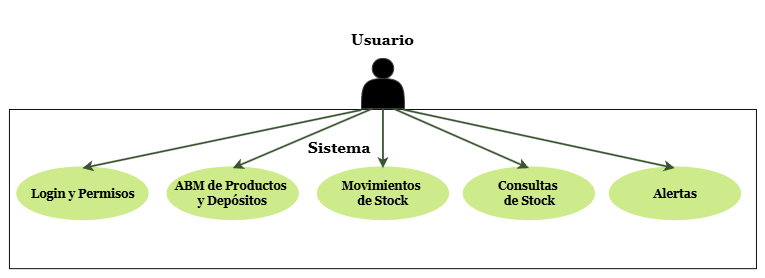 Usuario
Sistema
Login y Permisos
ABM de Productos
y Depósitos
Movimientos
de Stock
Consultas
de Stock
Alertas